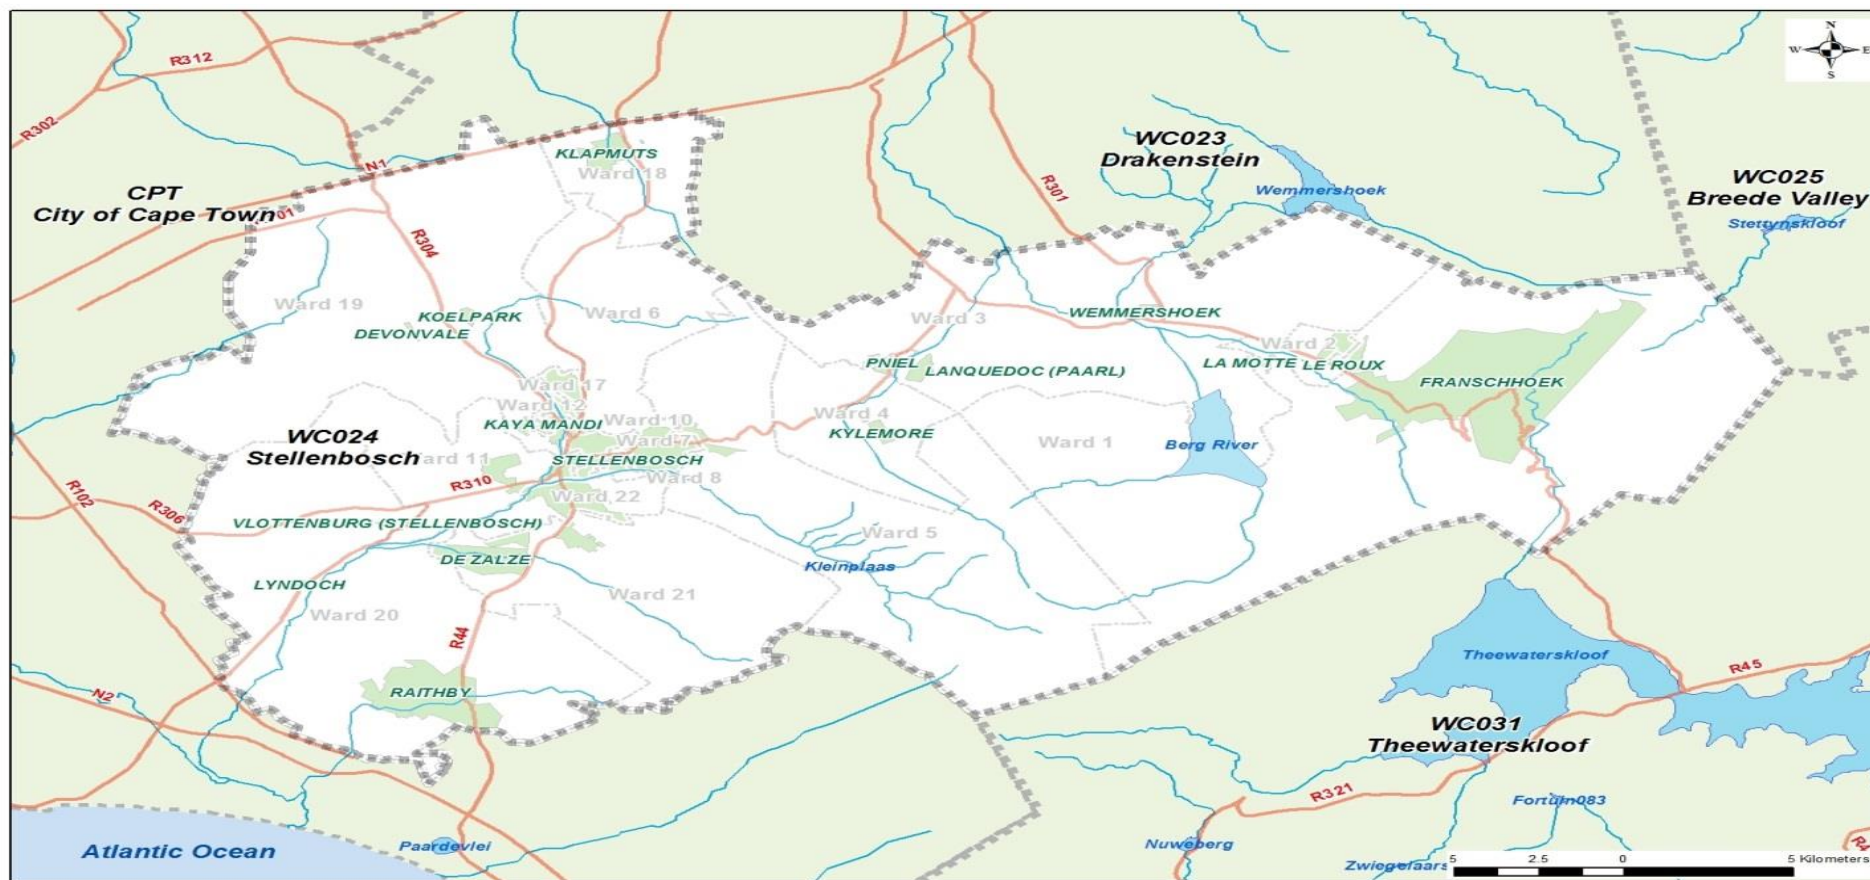 N
W E
S
R312
R302
N1
CPT
City of Cape Town
01
R304
KLAPMUTS
Ward 18
R301
WC023
Drakenstein
Wemmershoek
WC025
Breede Valley
Stettynskloof
Ward 19
KOELPARK
DEVONVALE
Ward 6
Ward 3
WEMMERSHOEK
PNIEL
LANQUEDOC (PAARL)
Ward 2
LA MOTTE
LE ROUX
FRANSCHHOEK
Ward 17
Ward 12
KAYA MANDI
Ward 10
Ward 7
Ward 4
KYLEMORE
Ward 1
Berg River
WC024
Stellenbosch
ard 11
STELLENBOSCH
Ward 8
R310
Ward 22
R102
R306
VLOTTENBURG (STELLENBOSCH)
Ward 5
DE ZALZE
Kleinplaas
LYNDOCH
Ward 20
Ward 21
R44
RAITHBY
N2
Theewaterskloof
R45
WC031
Theewaterskloof
R321
Fortuin083
Atlantic Ocean
Paardevlei
Nuweberg
Zwiegelaars
5 2.5 0 5 Kilometers